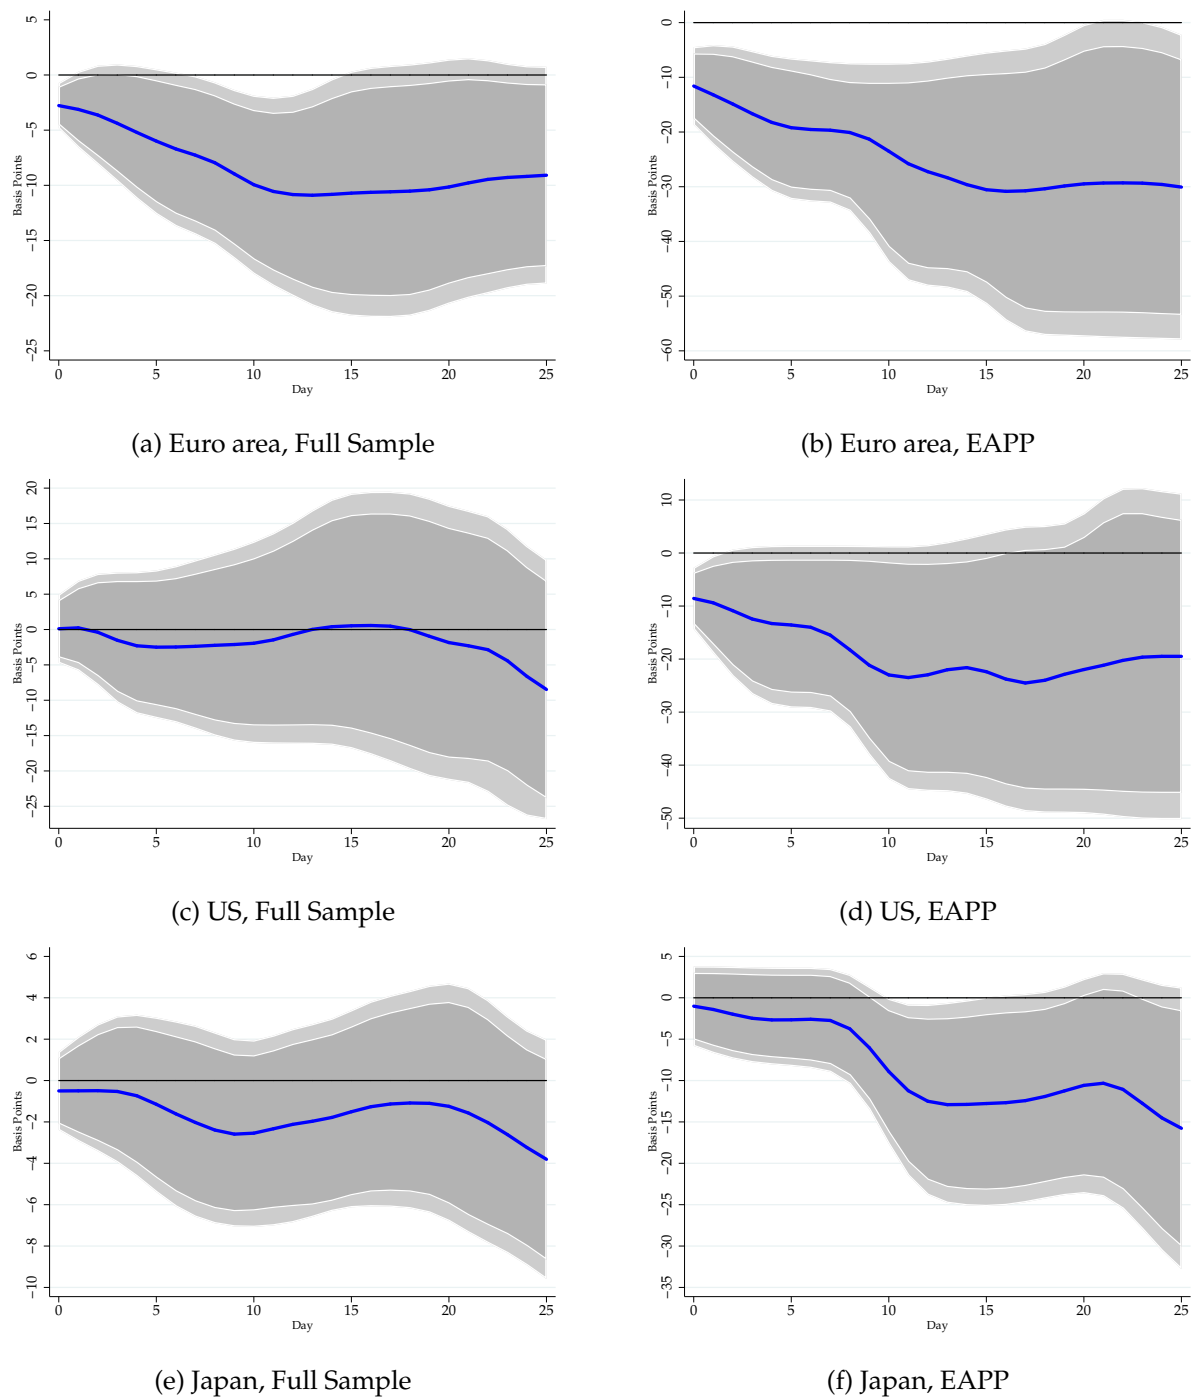 5
0
−5
−10
−15
−20
−25
Basis Points
0 5 10 15 20 25
Day
(a) Euro area, Full Sample
0
−10
−20
−30
−40
−50
−60
Basis Points
0 5 10 15 20 25
Day
(b) Euro area, EAPP
20
15
10
5
0
−5
−10
−15
−20
−25
Basis Points
0 5 10 15 20 25
Day
(c) US, Full Sample
10
0
−10
−20
−30
−40
−50
Basis Points
0 5 10 15 20 25
Day
(d) US, EAPP
6
4
2
0
−2
−4
−6
−8
−10
Basis Points
0 5 10 15 20 25
Day
(e) Japan, Full Sample
5
0
−5
−10
−15
−20
−25
−30
−35
Basis Points
0 5 10 15 20 25
Day
(f) Japan, EAPP